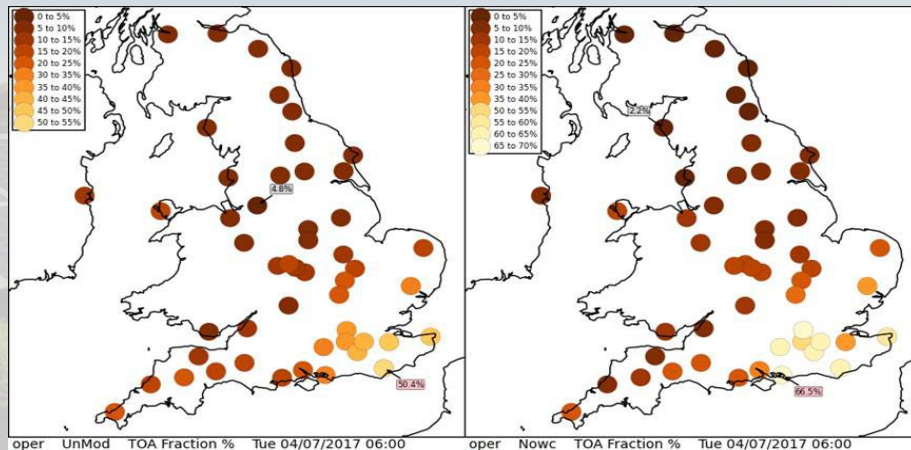 0 to 5%
5 to 10%
10 to 15%
15 to 20%
20 to 25%
30 to 35%
35 to 40%
40 to 45%
45 to 50%
50 to 55%
4.8%
50.4%
oper UnMod TOA Fraction % Tue 04/07/2017 06:00
0 to 5%
5 to 10%
10 to 15%
15 to 20%
20 to 25%
25 to 30%
30 to 35%
35 to 40%
50 to 55%
55 to 60%
60 to 65%
65 to 70%
2.2%
66.5%
oper Nowc TOA Fraction % Tue 04/07/2017 06:00